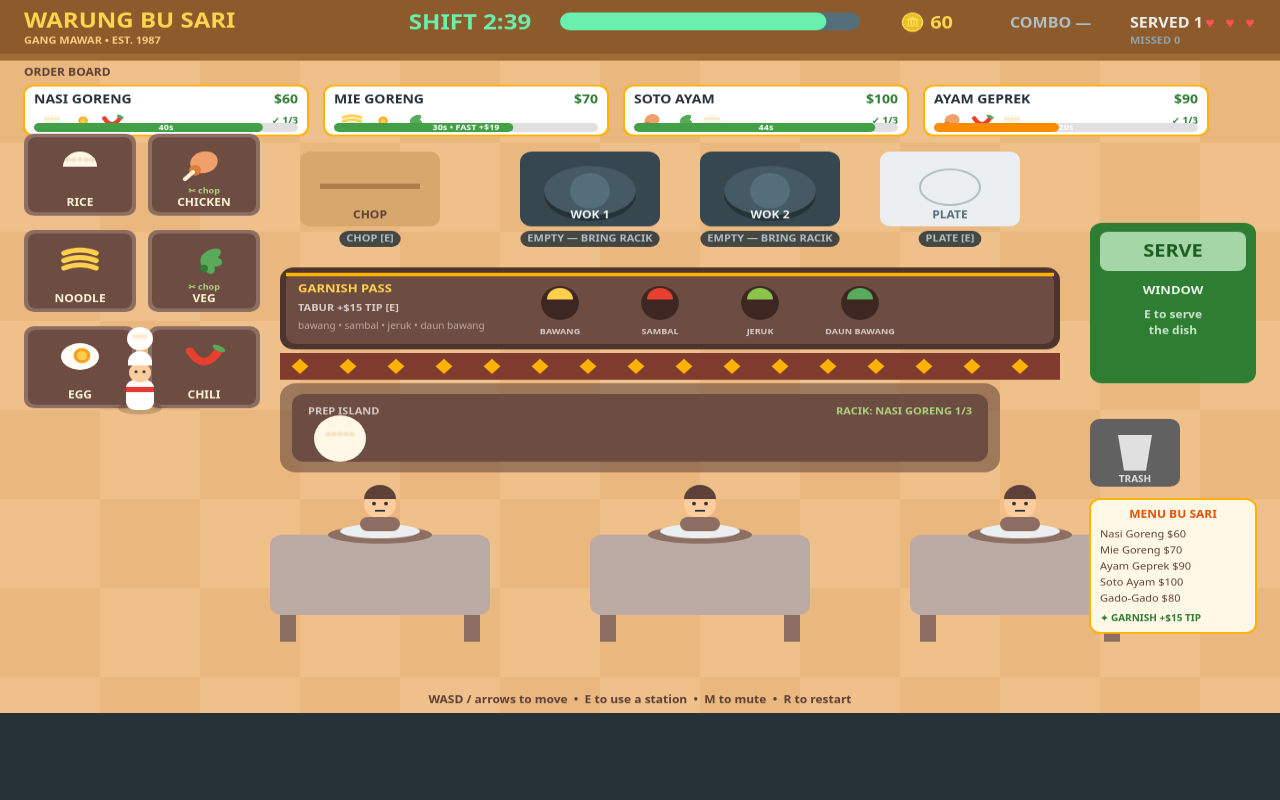 WARUNG BU SARI
GANG MAWAR • EST. 1987
SHIFT 2:39
60
COMBO —
SERVED 1
MISSED 0
ORDER BOARD
NASI GORENG $60
✓ 1/3
40s
MIE GORENG $70
30s • FAST +$19
SOTO AYAM $100
✓ 1/3
44s
AYAM GEPREK $90
✓ 1/3
RICE
✂ chop
CHICKEN
NOODLE
✂ chop
VEG
EGG
CHILI
CHOP
CHOP [E]
WOK 1
EMPTY — BRING RACIK
WOK 2
EMPTY — BRING RACIK
PLATE
PLATE [E]
GARNISH PASS
TABUR +$15 TIP [E]
bawang • sambal • jeruk • daun bawang
BAWANG
SAMBAL
JERUK
DAUN BAWANG
PREP ISLAND
RACIK: NASI GORENG 1/3
SERVE
WINDOW
E to serve
the dish
TRASH
MENU BU SARI
Nasi Goreng $60
Mie Goreng $70
Ayam Geprek $90
Soto Ayam $100
Gado-Gado $80
✦ GARNISH +$15 TIP
WASD / arrows to move • E to use a station • M to mute • R to restart